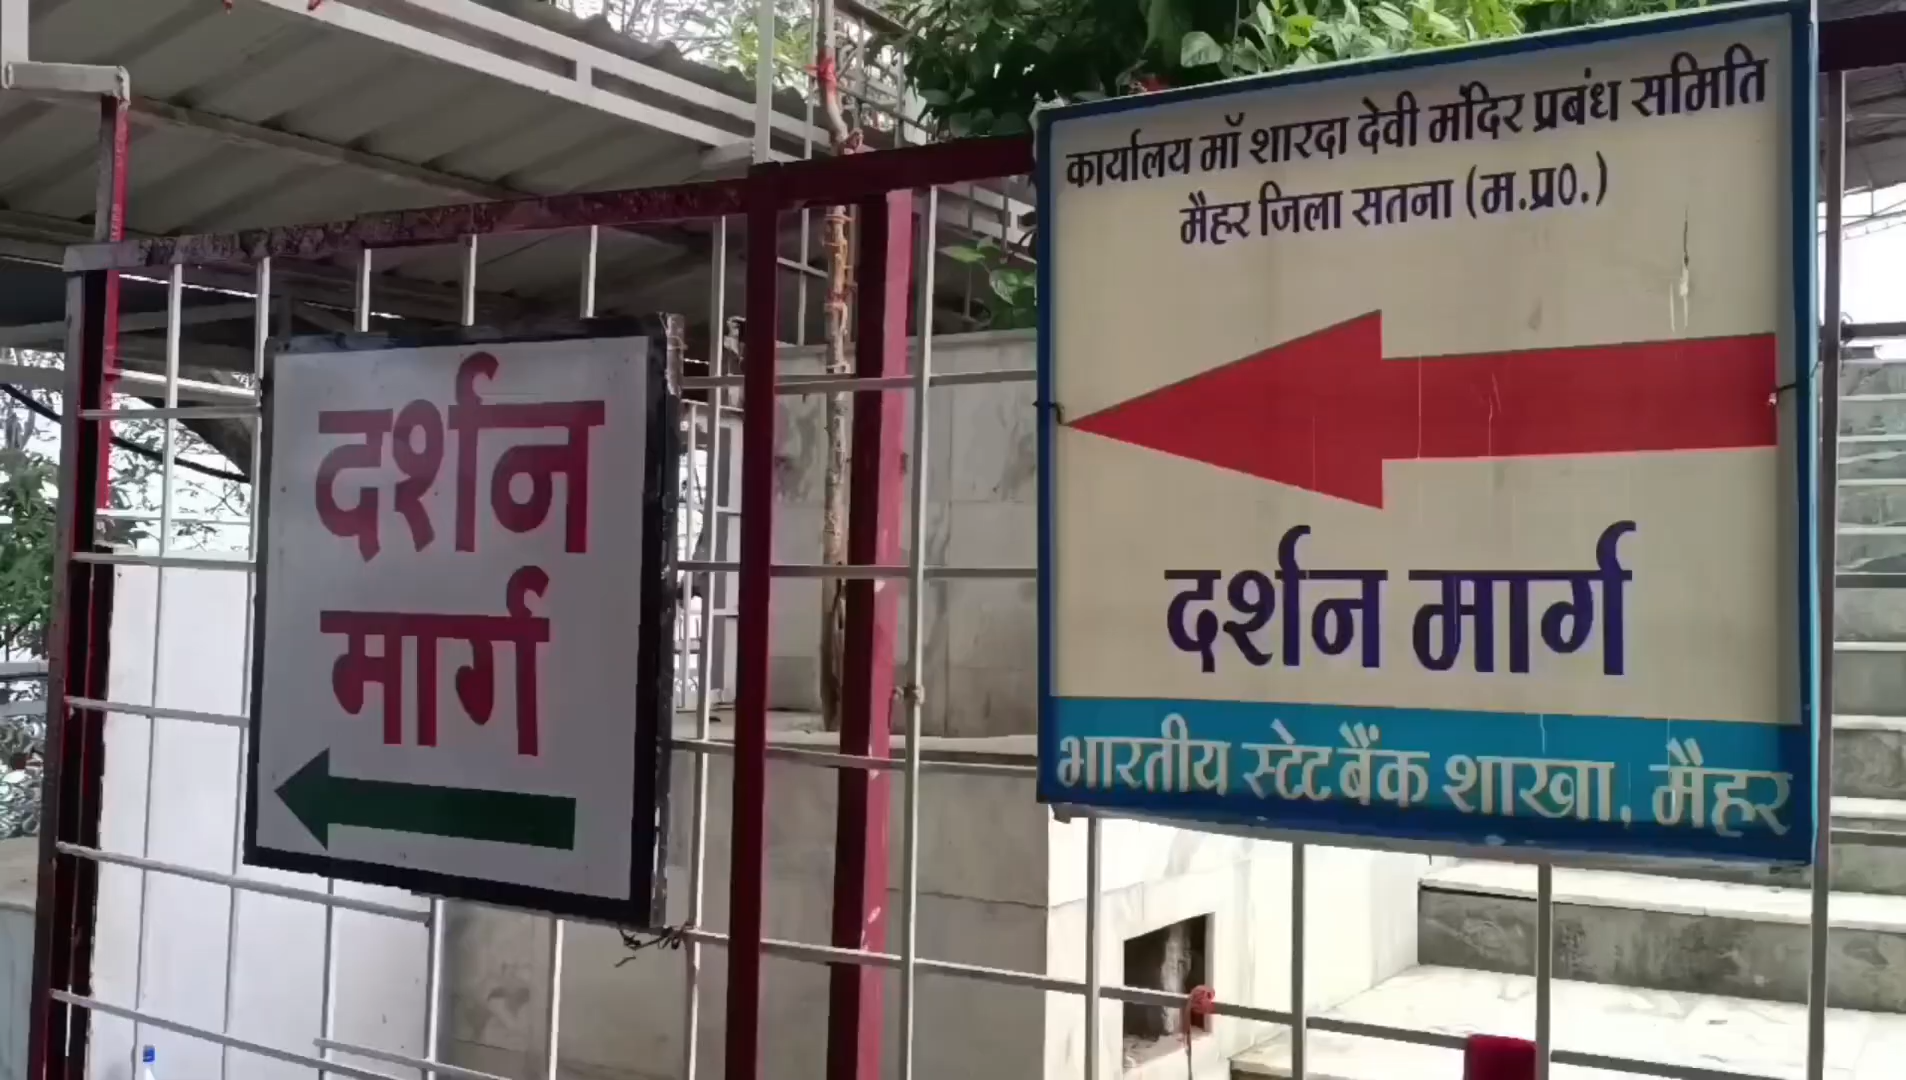 दर्शन
मार्ग
कार्यालय मॉ शारदा देवी मंदिर प्रबंध समिति
मैहर जिला सतना (म.प्र०.)
दर्शन मार्ग
भारतीय स्टेट बैंक शाखा, मैहर